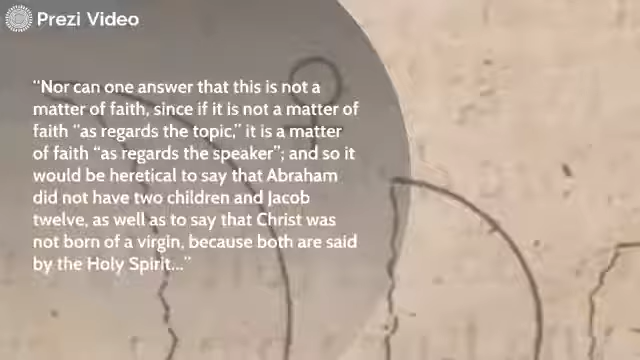 Prezi Video
“Nor can one answer that this is not a
matter of faith, since if it is not a matter of
faith “as regards the topic,” it is a matter
of faith “as regards the speaker”; and so it
would be heretical to say that Abraham
did not have two children and Jacob
twelve, as well as to say that Christ was
not born of a virgin, because both are said
by the Holy Spirit...”